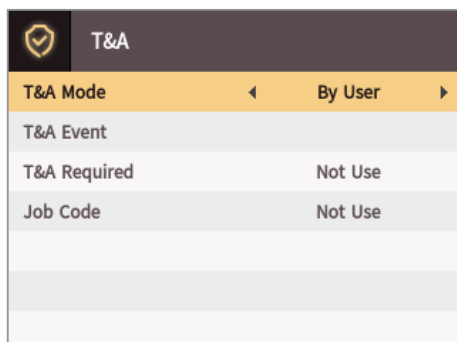 T&A
T&A Mode By User
T&A Event
T&A Required Not Use
Job Code Not Use